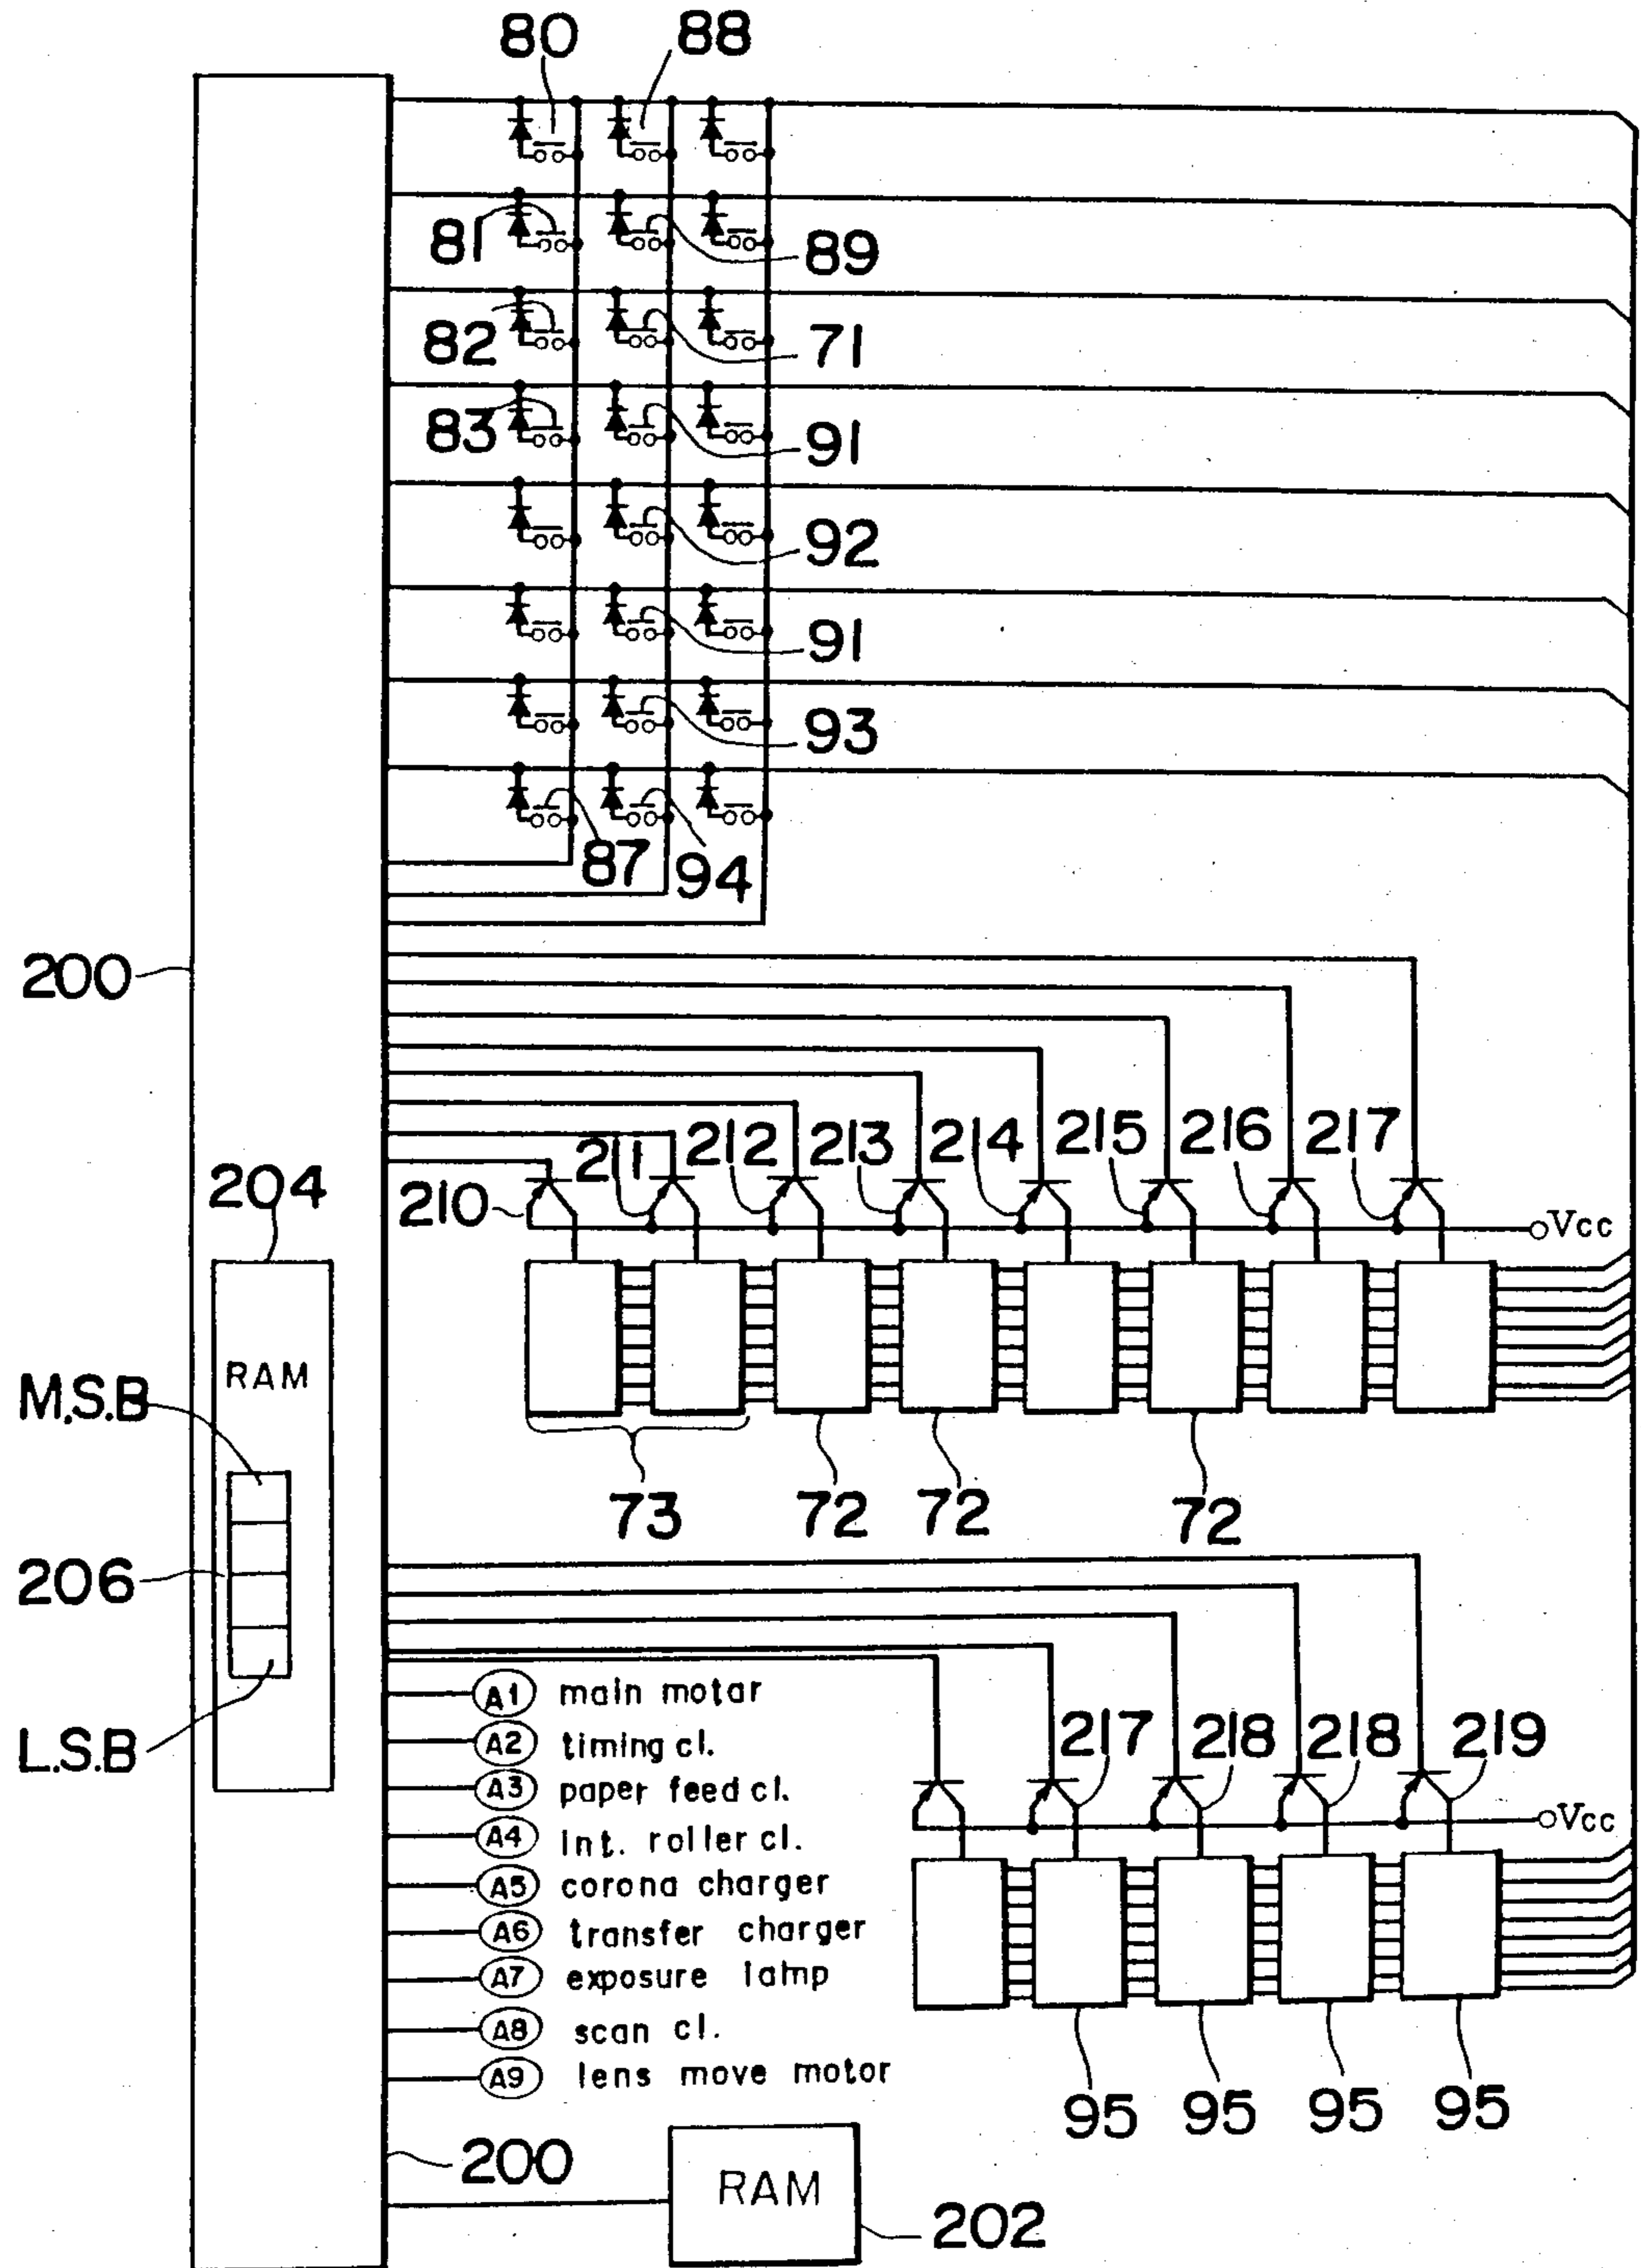 80 88
81 89
82 71
83 91
92
91
93
87 94
200
210 211 212 213 214 215 216 217
Vcc
204
RAM
M.S.B
206
L.S.B
73 72 72 72
A1 main motar
A2 timing cl.
A3 paper feed cl.
A4 int. roller cl.
A5 corona charger
A6 transfer charger
A7 exposure lamp
A8 scan cl.
A9 lens move motor
217 218 218 219
Vcc
95 95 95 95
200
RAM
202